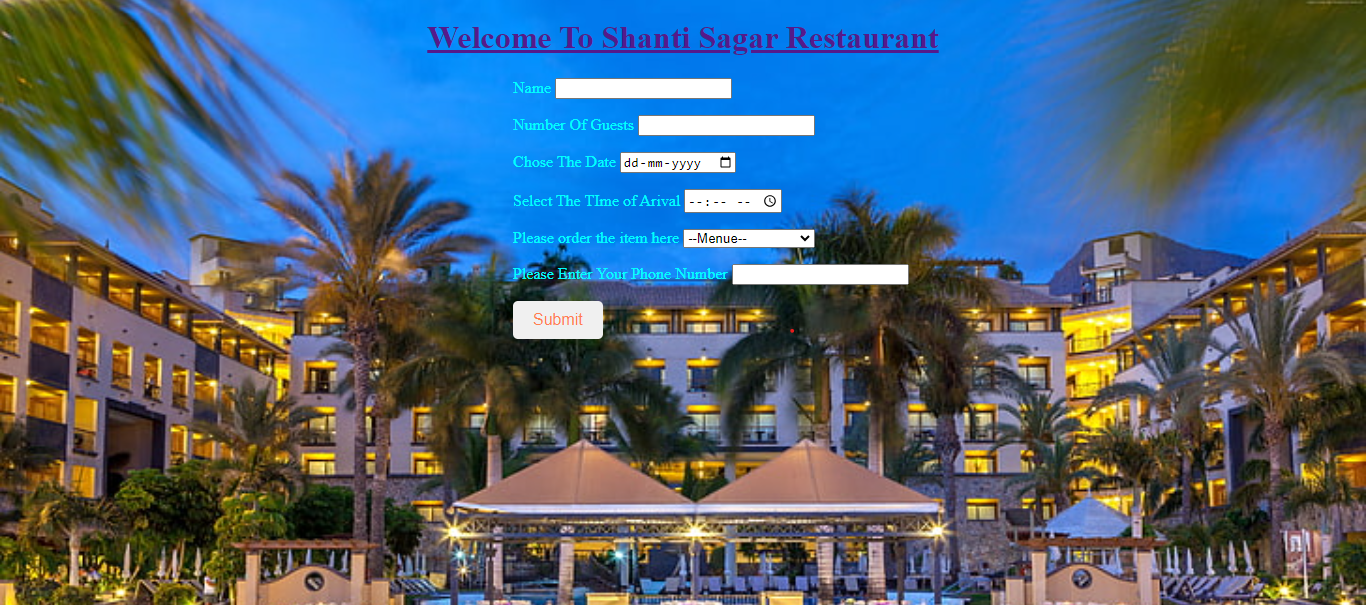 Welcome To Shanti Sagar Restaurant
Name
Number Of Guests
Chose The Date dd-mm-yyyy
Select The TIme of Arival --:-- --
Please order the item here --Menue--
Please Enter Your Phone Number
Submit